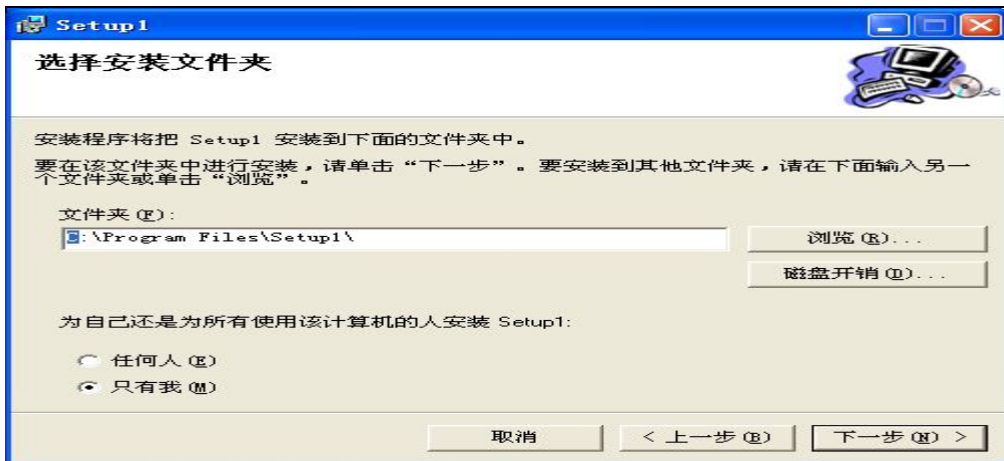 Setup1
选择安装文件夹
安装程序将把 Setup1 安装到下面的文件夹中。
要在该文件夹中进行安装，请单击“下一步”。要安装到其他文件夹，请在下面输入另一
个文件夹或单击“浏览”。
文件夹(F):
C:\Program Files\Setup1\
浏览(R)...
磁盘开销(D)...
为自己还是为所有使用该计算机的人安装 Setup1:
任何人(E)
只有我(M)
取消
< 上一步(B)
下一步(N) >